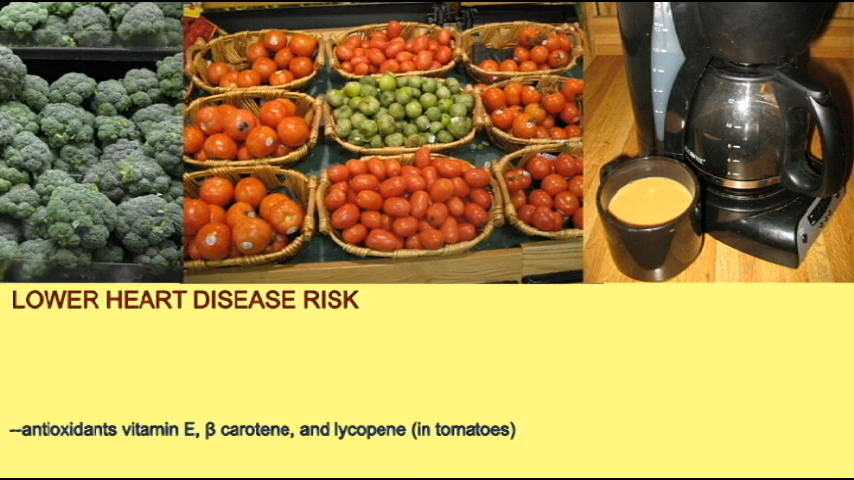 LOWER HEART DISEASE RISK
--antioxidants vitamin E, β carotene, and lycopene (in tomatoes)